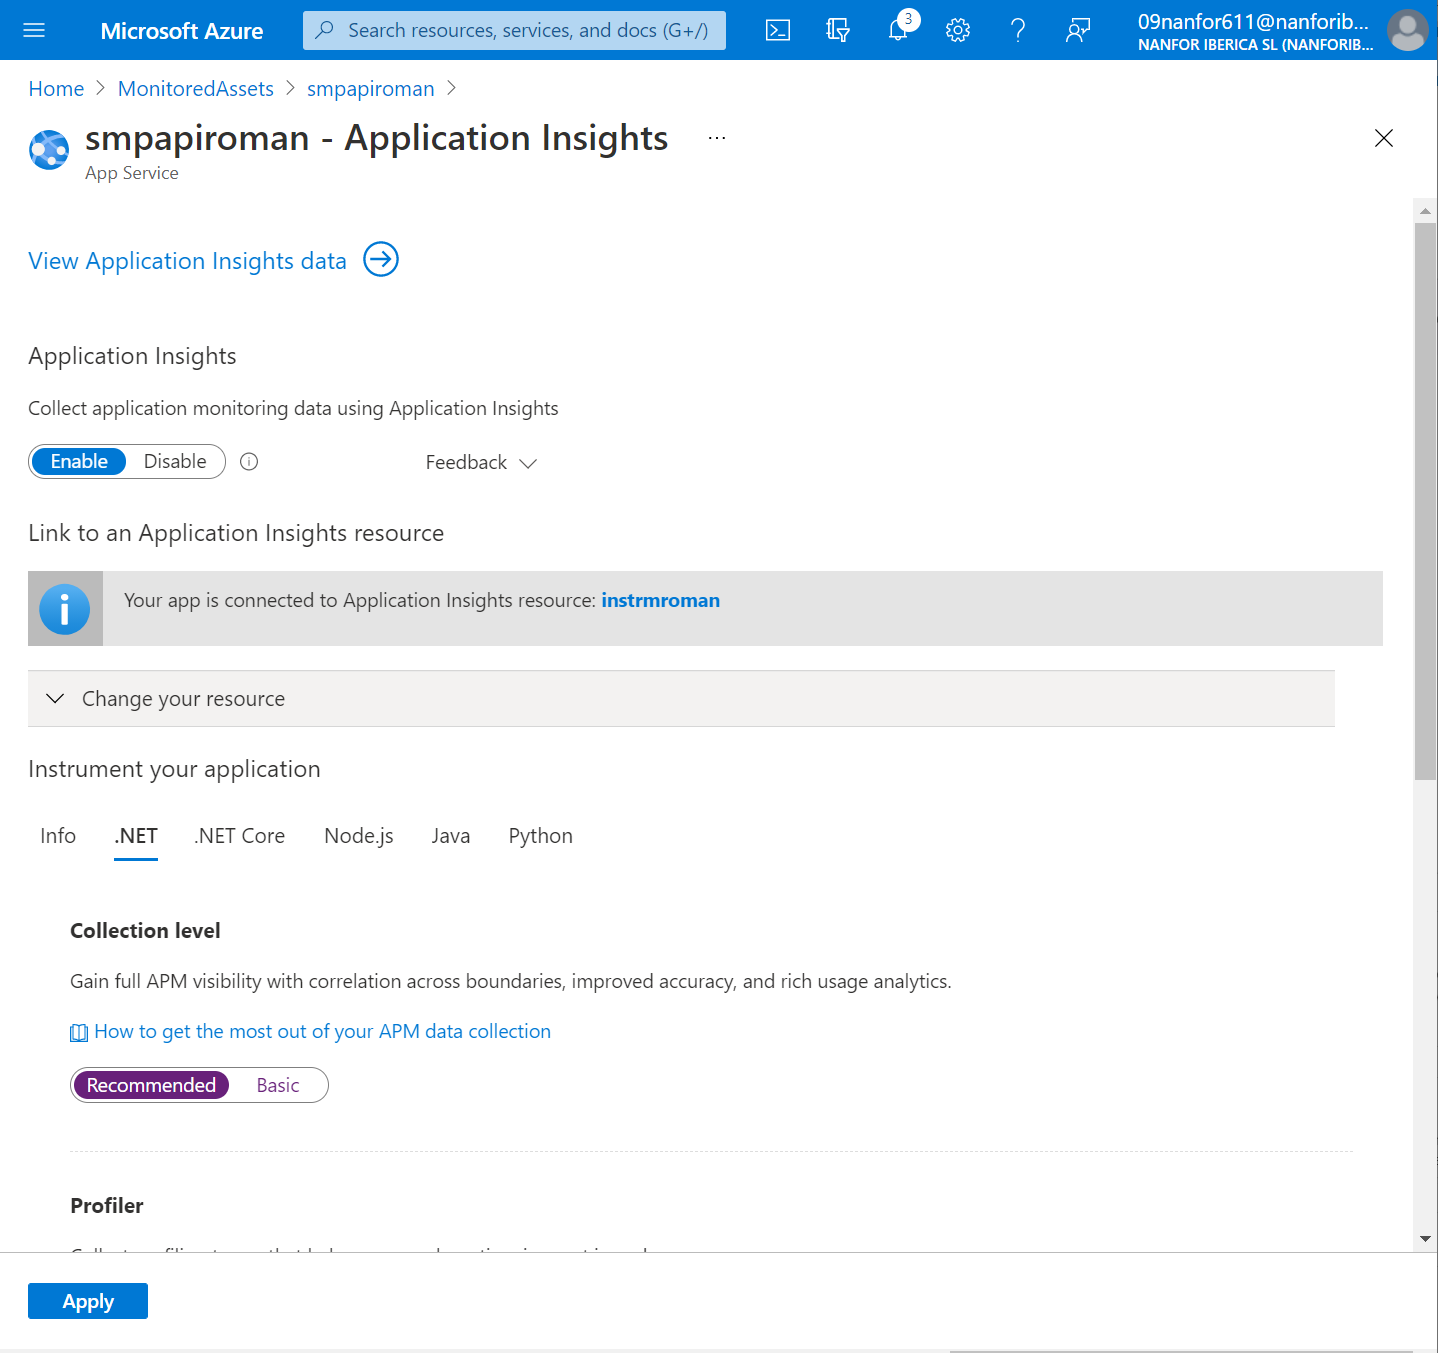 Microsoft Azure
Search resources, services, and docs (G+/)
3
09nanfor611@nanforib...
NANFOR IBERICA SL (NANFORIB...
Home > MonitoredAssets > smpapiroman >
smpapiroman - Application Insights ...
App Service
View Application Insights data
Application Insights
Collect application monitoring data using Application Insights
Enable Disable
Feedback
Link to an Application Insights resource
Your app is connected to Application Insights resource: instrmroman
Change your resource
Instrument your application
Info .NET .NET Core Node.js Java Python
Collection level
Gain full APM visibility with correlation across boundaries, improved accuracy, and rich usage analytics.
How to get the most out of your APM data collection
Recommended Basic
Profiler
Apply